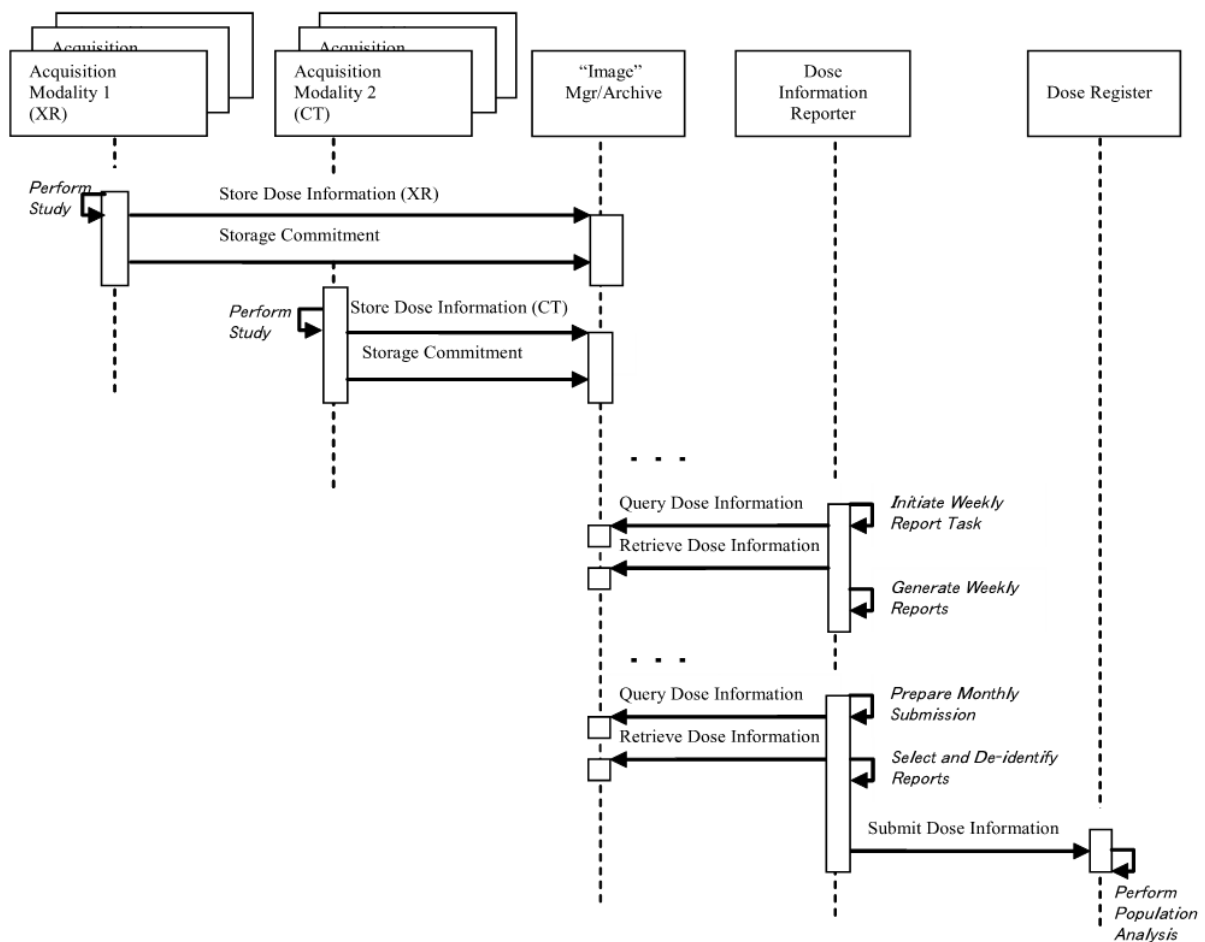 Acquisition
Modality 1
(XR)
Acquisition
Modality 2
(CT)
“Image”
Mgr/Archive
Dose
Information
Reporter
Dose Register
Perform
Study
Store Dose Information (XR)
Storage Commitment
Perform
Study
Store Dose Information (CT)
Storage Commitment
. . .
Query Dose Information
Initiate Weekly
Report Task
Retrieve Dose Information
Generate Weekly
Reports
. . .
Query Dose Information
Prepare Monthly
Submission
Retrieve Dose Information
Select and De-identify
Reports
Submit Dose Information
Perform
Population
Analysis